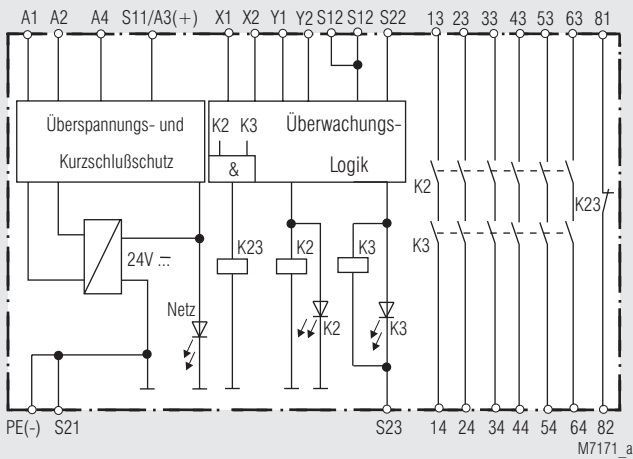 A1 A2 A4 S11/A3(+) X1 X2 Y1 Y2 S12 S12 S22 13 23 33 43 53 63 81
Überspannungs- und
Kurzschlußschutz
K2 K3
&
Überwachungs-
Logik
K2
K23
K3
24V
K23
K2
K3
Netz
K2
K3
PE(-) S21 S23 14 24 34 44 54 64 82
M7171_a